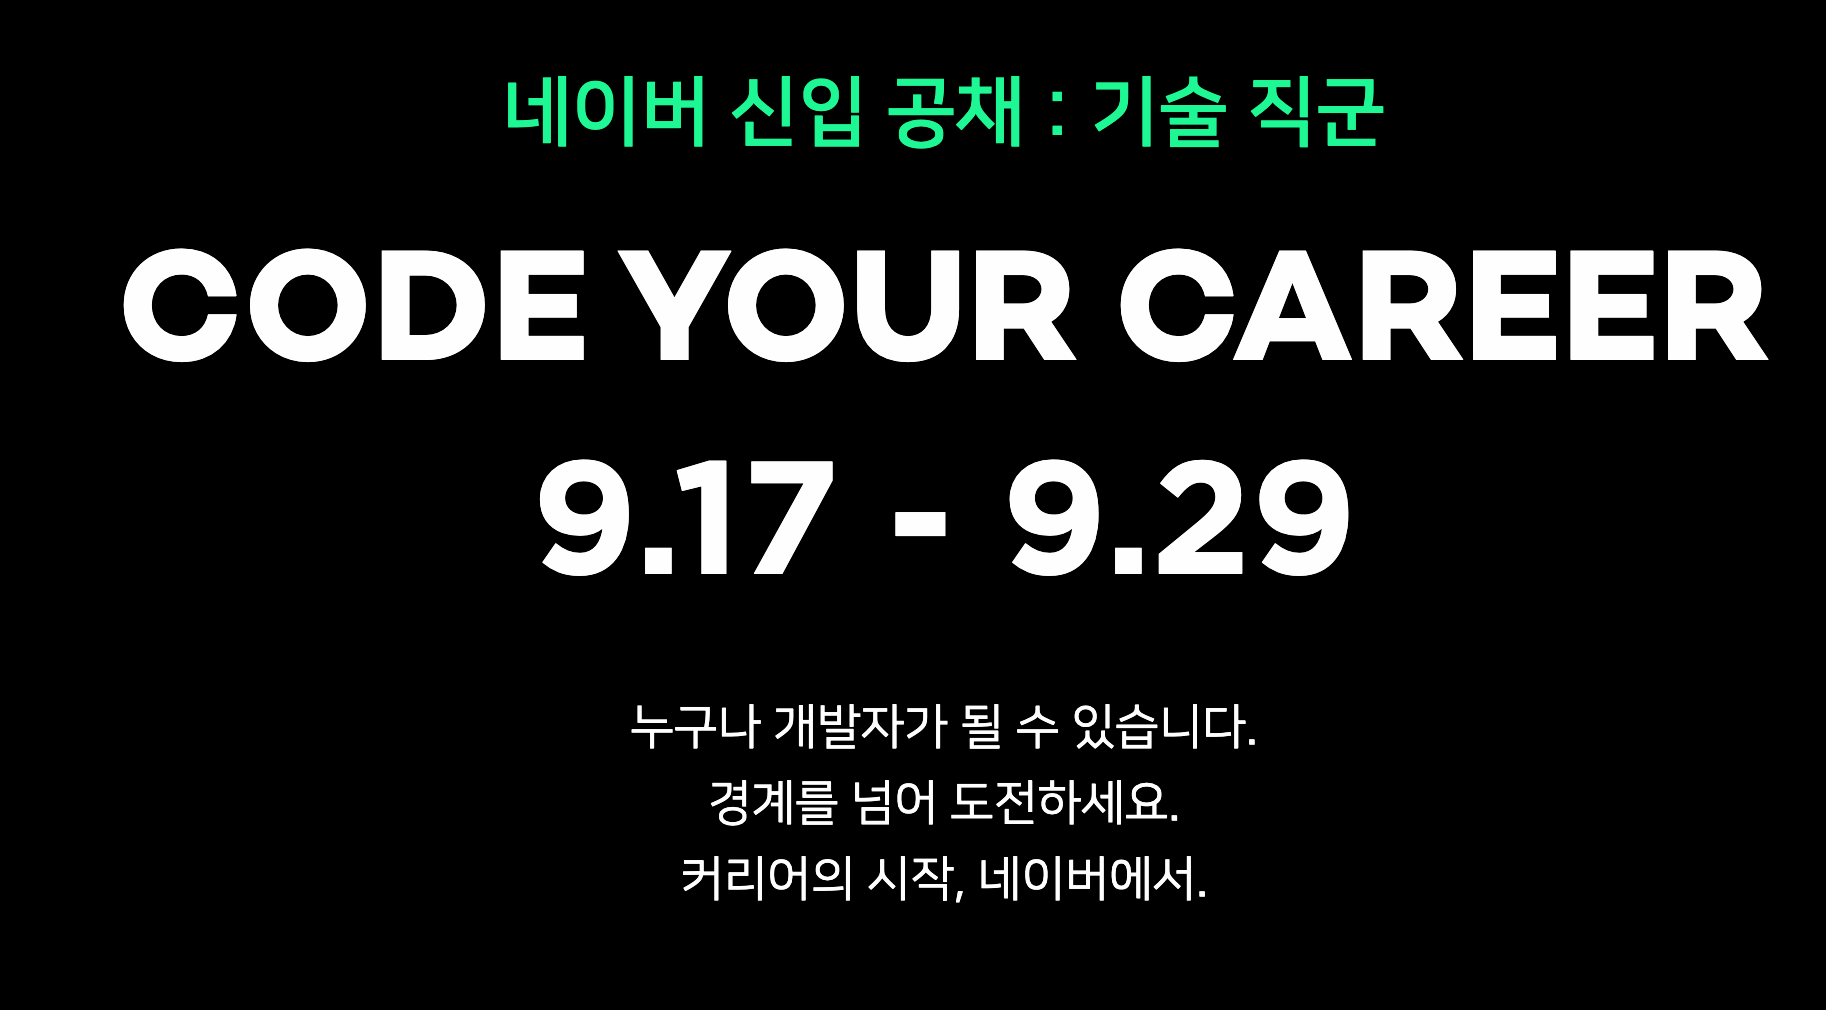 네이버 신입 공채 : 기술 직군
CODE YOUR CAREER
9.17 - 9.29
누구나 개발자가 될 수 있습니다.
경계를 넘어 도전하세요.
커리어의 시작, 네이버에서.